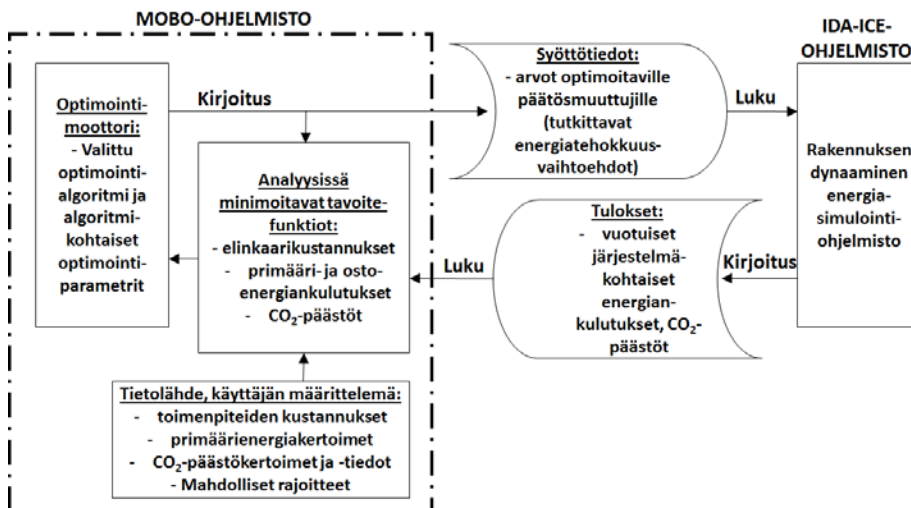 MOBO-OHJELMISTO
Optimointi-
moottori:
- Valittu
optimointi-
algoritmi ja
algoritmi-
kohtaiset
optimointi-
parametrit
Kirjoitus
Analyysissä
minimoitavat tavoite-
funktiot:
- elinkaarikustannukset
- primääri- ja osto-
energiankulutukset
- CO₂-päästöt
Tietolähde, käyttäjän määrittelemä:
- toimenpiteiden kustannukset
- primäärienergiakertoimet
- CO₂-päästökertoimet ja -tiedot
- Mahdolliset rajoitteet
Syöttötiedot:
- arvot optimoitaville
päätösmuuttujille
(tutkittavat
energiatehokkuus-
vaihtoehdot)
Luku
IDA-ICE-
OHJELMISTO
Rakennuksen
dynaaminen
energia-
simulointi-
ohjelmisto
Kirjoitus
Tulokset:
- vuotuiset
järjestelmä-
kohtaiset
energian-
kulutukset, CO₂-
päästöt
Luku